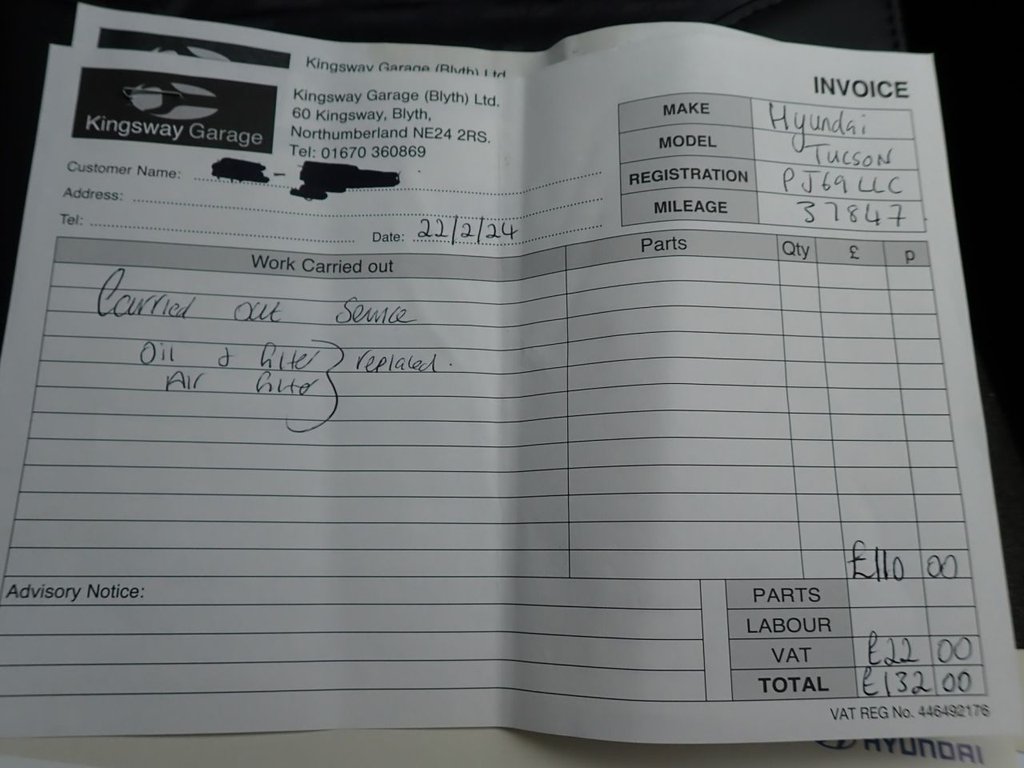 Kingsway Garage (Blyth) Ltd
Kingsway Garage
Kingsway Garage (Blyth) Ltd.
60 Kingsway, Blyth,
Northumberland NE24 2RS.
Tel: 01670 360869
INVOICE
MAKE Hyundai
MODEL Tucson
REGISTRATION PJ69 LLC
MILEAGE 37847
Customer Name:
Address:
Tel: Date: 22/2/24
Work Carried out Parts Qty £ p
Carried out Service
Oil & filter } replaced.
Air filter
£110 00
Advisory Notice:
PARTS
LABOUR
VAT £22 00
TOTAL £132 00
VAT REG No. 446492176
HYUNDAI